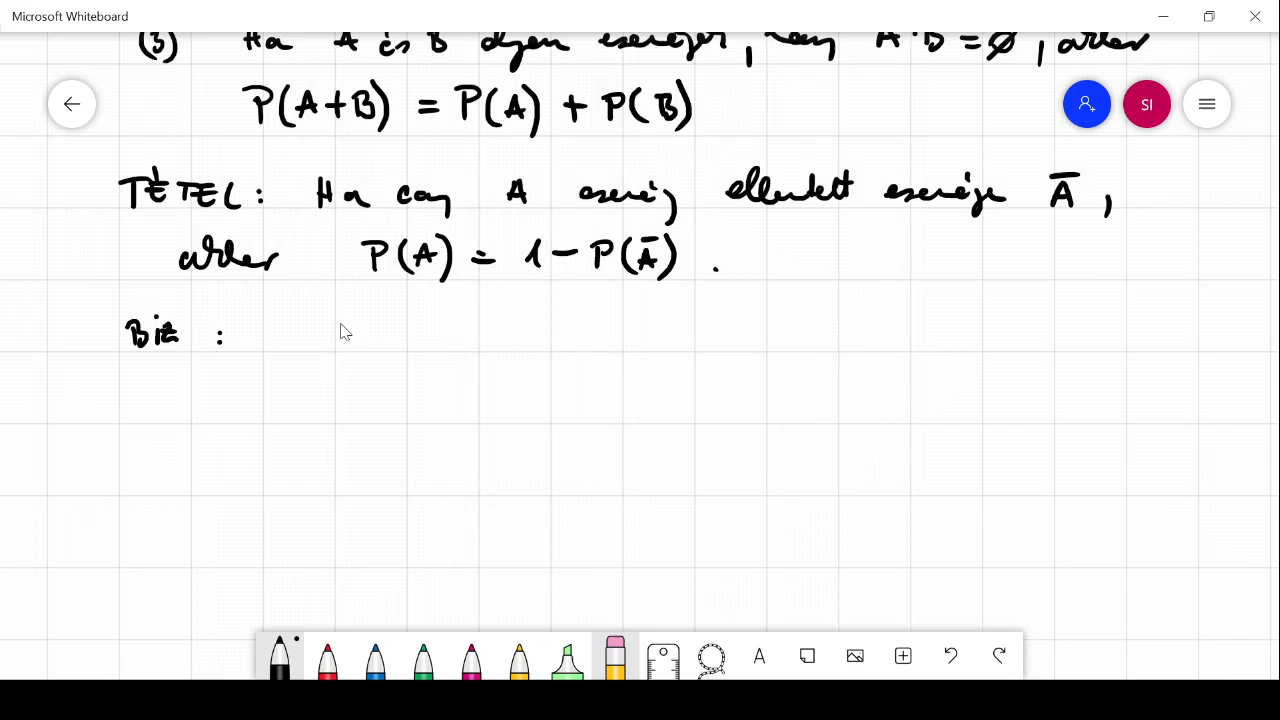 Microsoft Whiteboard
(3) Ha A és B olyan események, hogy A·B=∅, akkor
P(A+B) = P(A) + P(B)
SI
TÉTEL: Ha egy A esemény ellentett eseménye Ā,
akkor P(A) = 1 - P(Ā).
Biz :
A